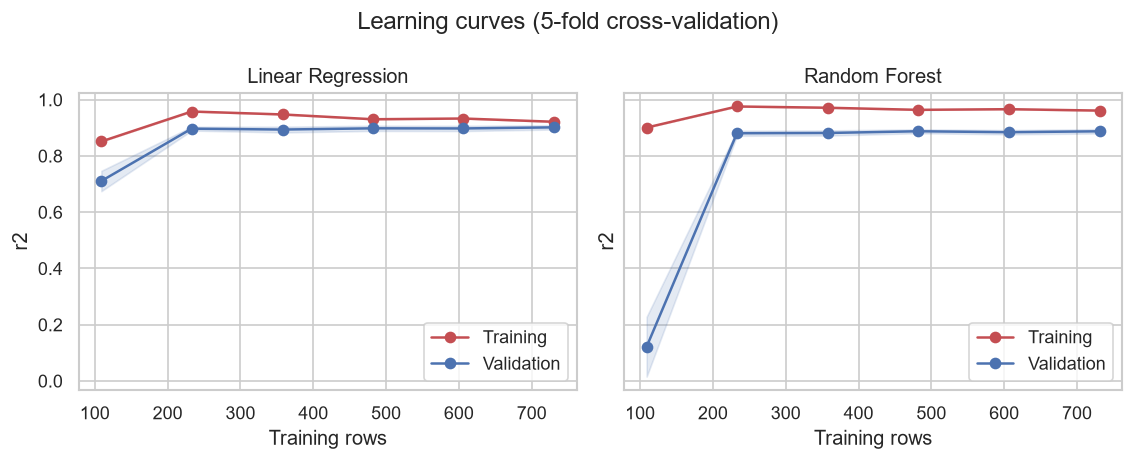 Learning curves (5-fold cross-validation)
Linear Regression
1.0
0.8
0.6
0.4
0.2
0.0
r2
100 200 300 400 500 600 700
Training rows
Training
Validation
Random Forest
r2
100 200 300 400 500 600 700
Training rows
Training
Validation